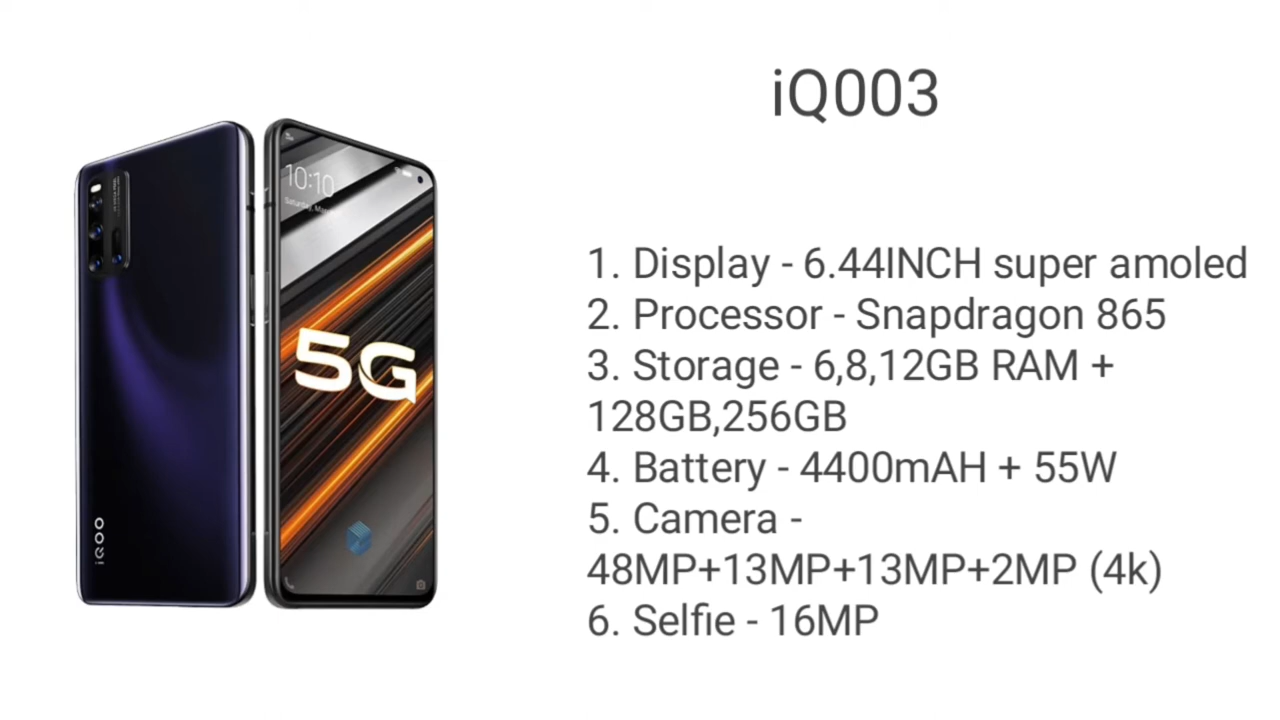 iQ003
10:10
5G
iQOO
1. Display - 6.44INCH super amoled
2. Processor - Snapdragon 865
3. Storage - 6,8,12GB RAM +
128GB,256GB
4. Battery - 4400mAH + 55W
5. Camera -
48MP+13MP+13MP+2MP (4k)
6. Selfie - 16MP